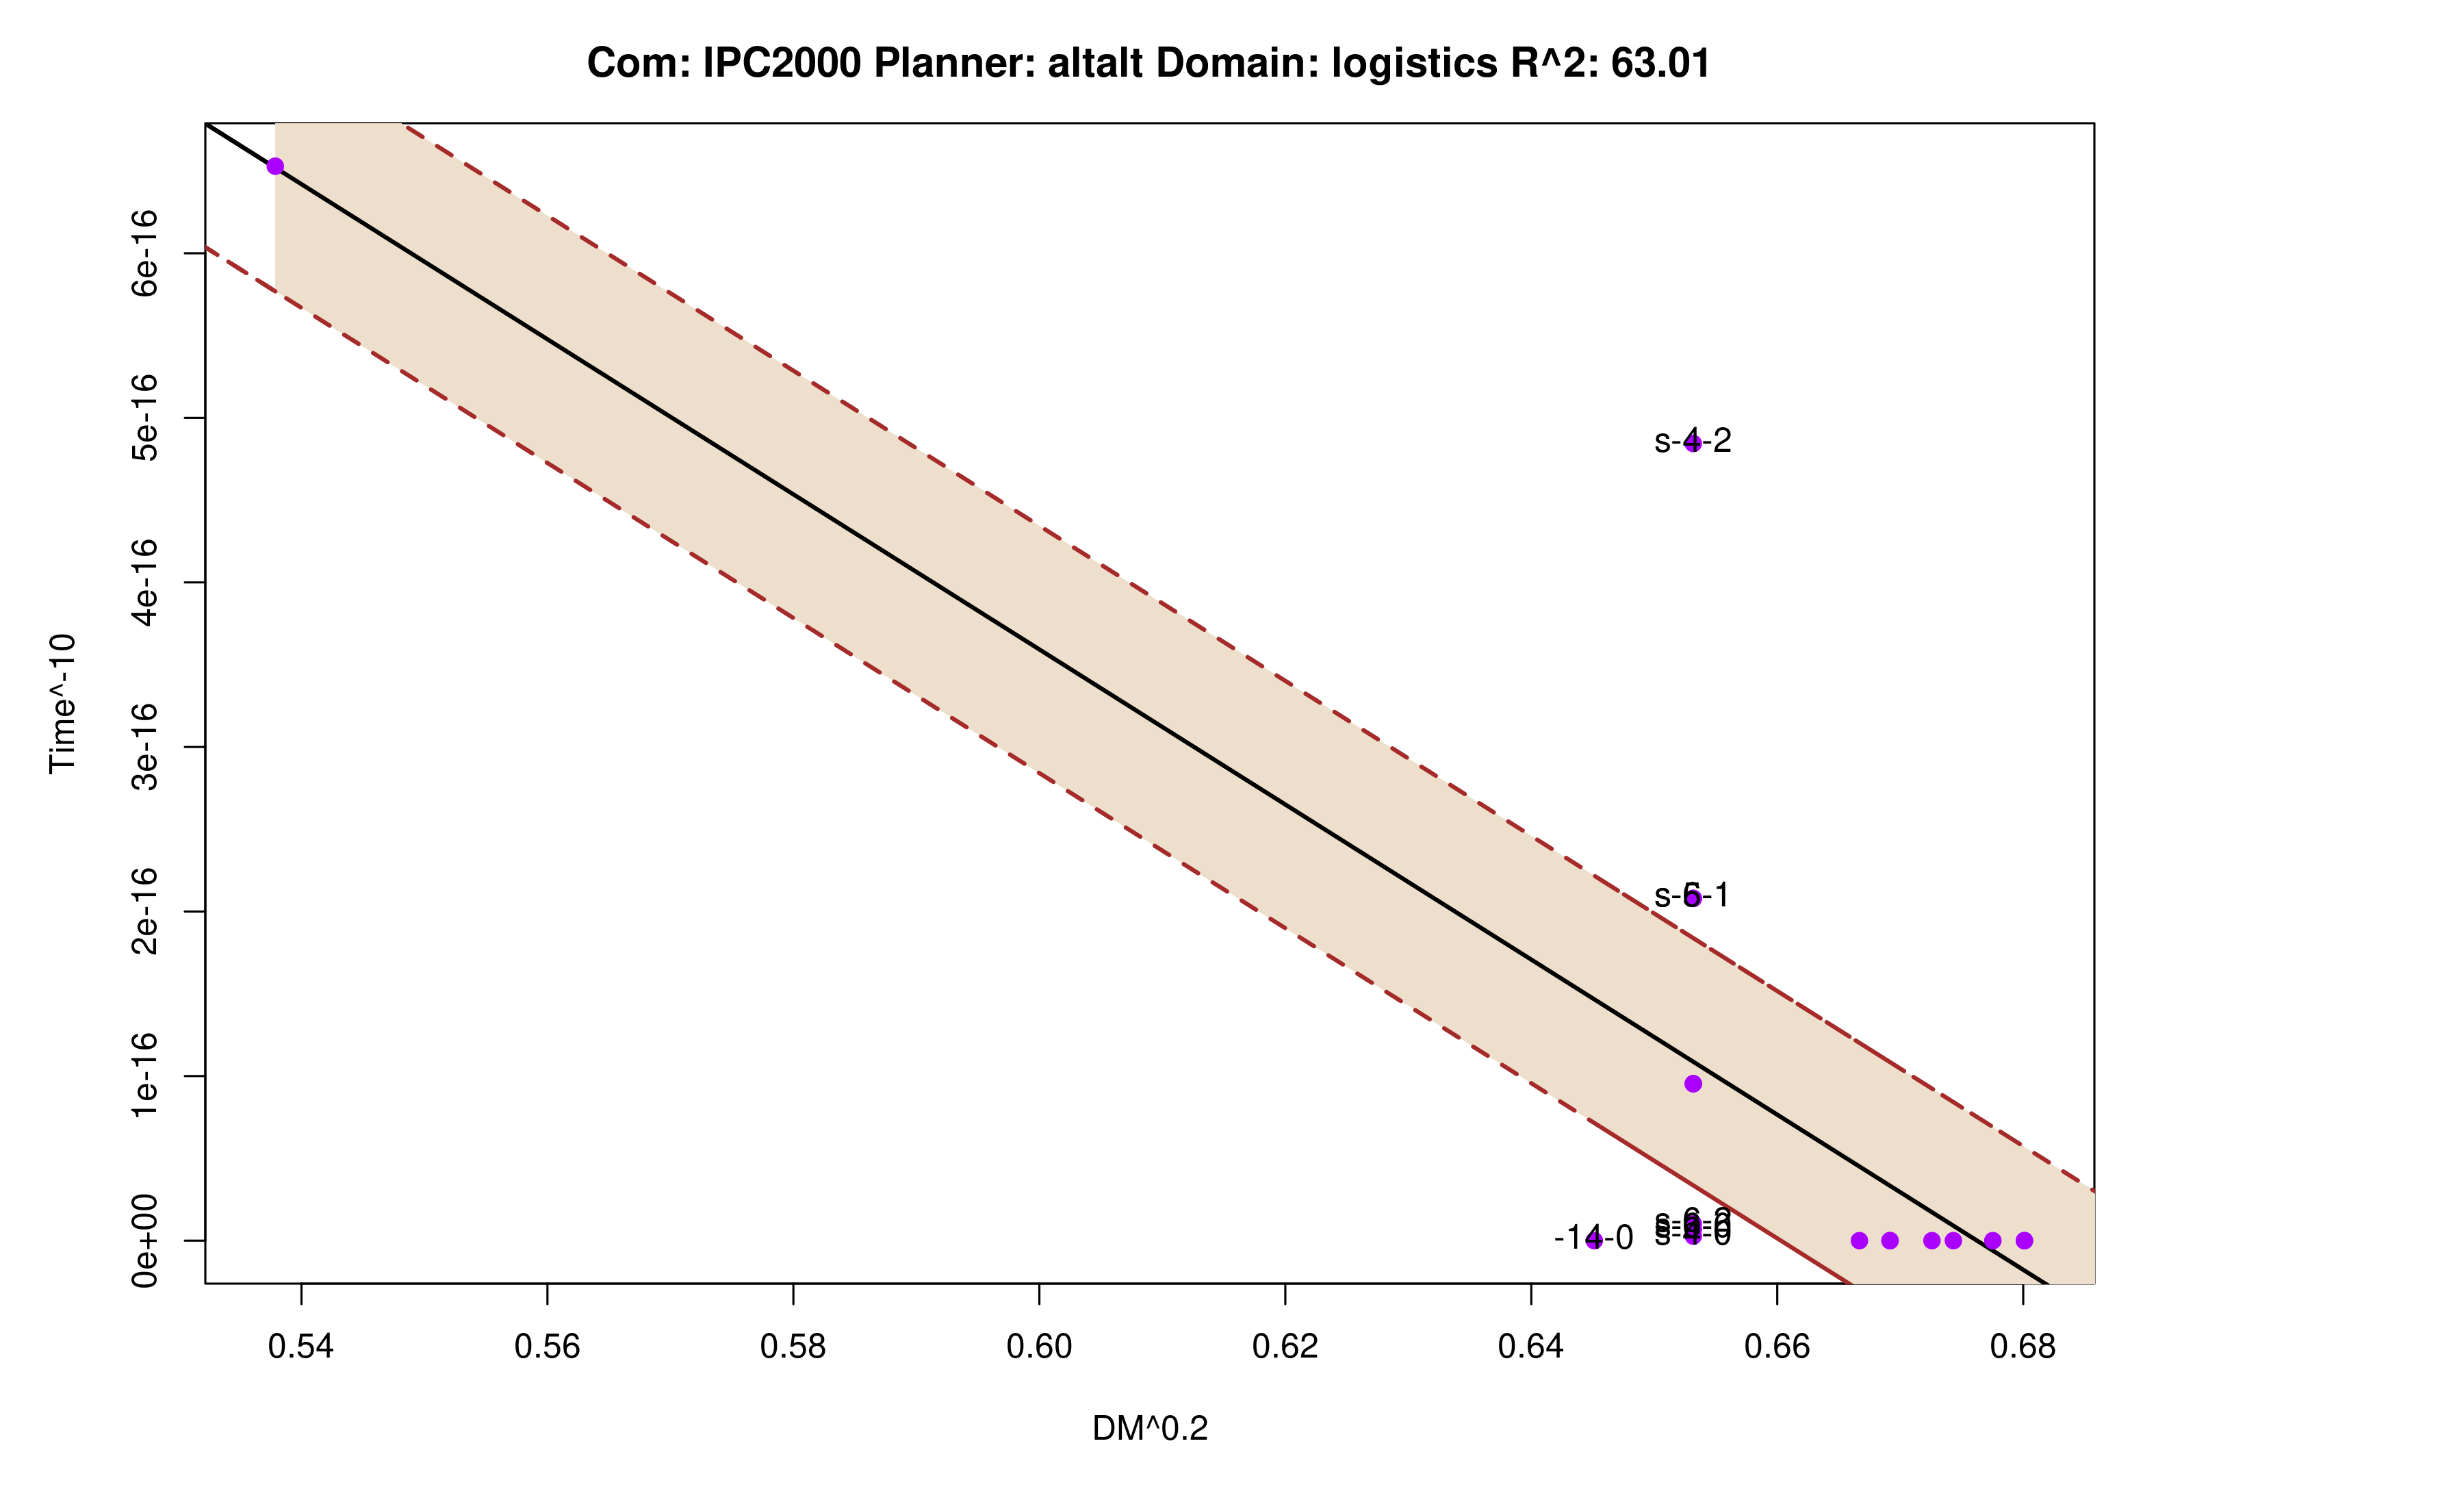 Com: IPC2000 Planner: altalt Domain: logistics R^2: 63.01
Time^-10
6e-16
5e-16
4e-16
3e-16
2e-16
1e-16
0e+00
s-4-2
-14-0
0.54 0.56 0.58 0.60 0.62 0.64 0.66 0.68
DM^0.2